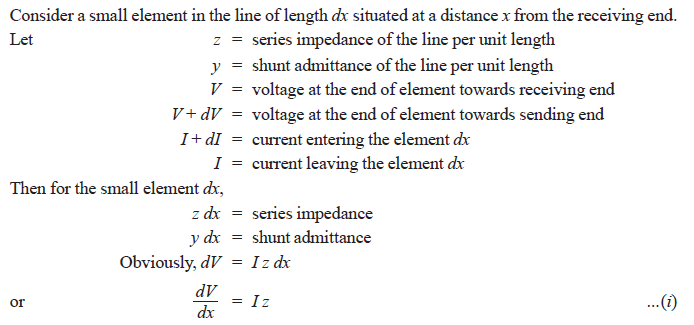 Consider a small element in the line of length dx situated at a distance x from the receiving end.
Let z = series impedance of the line per unit length
y = shunt admittance of the line per unit length
V = voltage at the end of element towards receiving end
V + dV = voltage at the end of element towards sending end
I + dI = current entering the element dx
I = current leaving the element dx
Then for the small element dx,
z dx = series impedance
y dx = shunt admittance
Obviously, dV = I z dx
or dV/dx = I z ...(i)